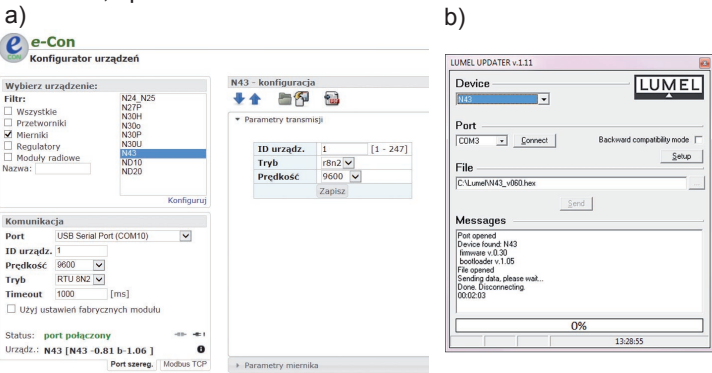 a)
b)
e-Con
Konfigurator urządzeń
Wybierz urządzenie:
Filtr:
Wszystkie
Przetworniki
Mierniki
Regulatory
Moduły radiowe
Nazwa:
N24_N25
N27P
N30H
N30o
N30P
N30U
N43
ND10
ND20
Konfiguruj
Komunikacja
Port USB Serial Port (COM10)
ID urządz. 1
Prędkość 9600
Tryb RTU 8N2
Timeout 1000 [ms]
Użyj ustawień fabrycznych modułu
Status: port połączony
Urządz.: N43 [N43 -0.81 b-1.06 ]
Port szereg. Modbus TCP
N43 - konfiguracja
Parametry transmisji
ID urządz. 1 [1 - 247]
Tryb r8n2
Prędkość 9600
Zapisz
Parametry miernika
LUMEL UPDATER v.1.11
Device
LUMEL
N43
Port
COM3 Connect Backward compatibility mode
Setup
File
C:\Lumel\N43_v060.hex ...
Send
Messages
Port opened
Device found: N43
firmware v.0.30
bootloader v.1.05
File opened
Sending data, please wait...
Done. Disconnecting.
00:02:03
0%
13:28:55